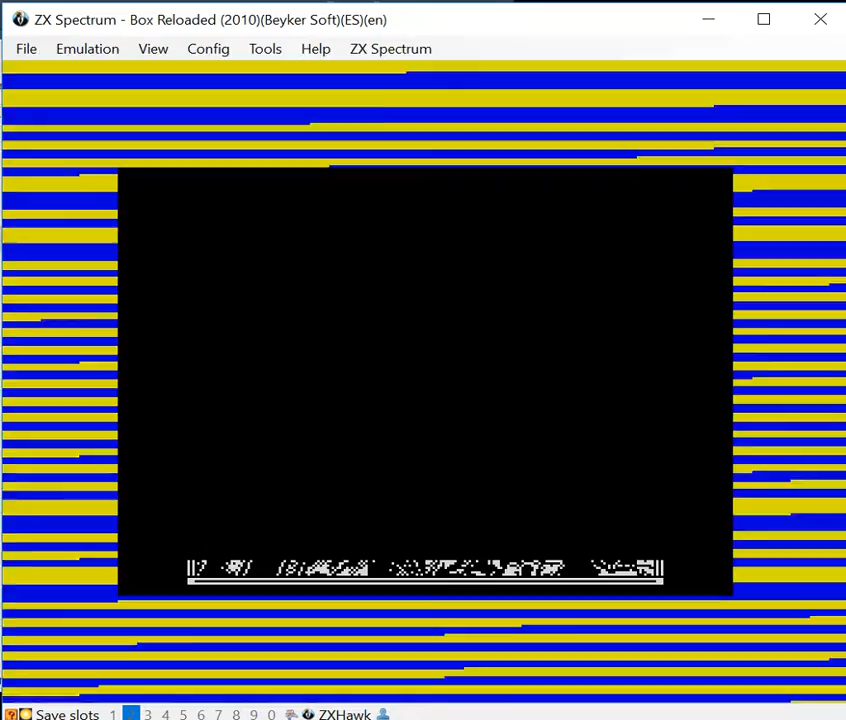 ZX Spectrum - Box Reloaded (2010)(Beyker Soft)(ES)(en)
File Emulation View Config Tools Help ZX Spectrum
Save slots 1 3 4 5 6 7 8 9 0 ZXHawk